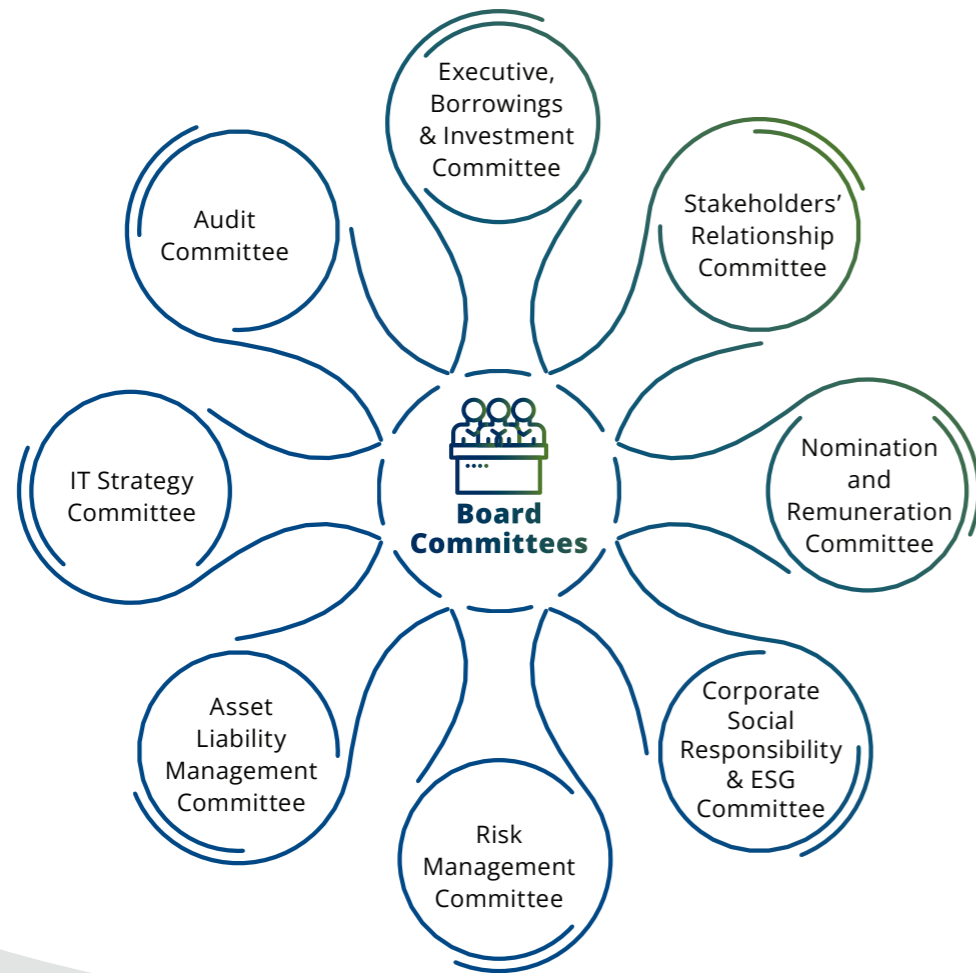 Executive,
Borrowings
& Investment
Committee
Stakeholders’
Relationship
Committee
Nomination
and
Remuneration
Committee
Corporate
Social
Responsibility
& ESG
Committee
Risk
Management
Committee
Asset
Liability
Management
Committee
IT Strategy
Committee
Audit
Committee
Board
Committees